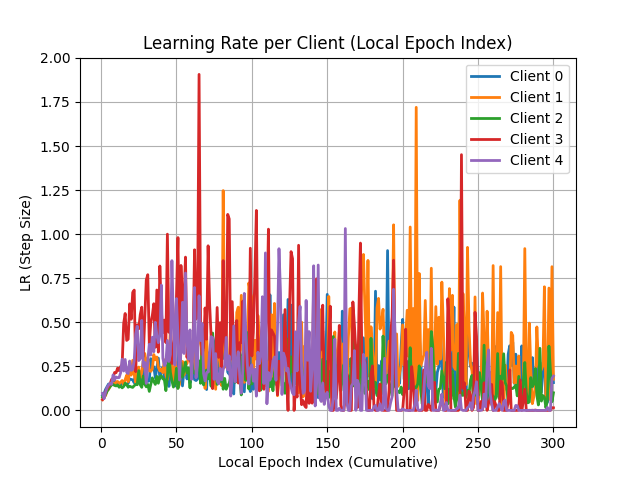 Learning Rate per Client (Local Epoch Index)
LR (Step Size)
2.00
1.75
1.50
1.25
1.00
0.75
0.50
0.25
0.00
Client 0
Client 1
Client 2
Client 3
Client 4
0 50 100 150 200 250 300
Local Epoch Index (Cumulative)